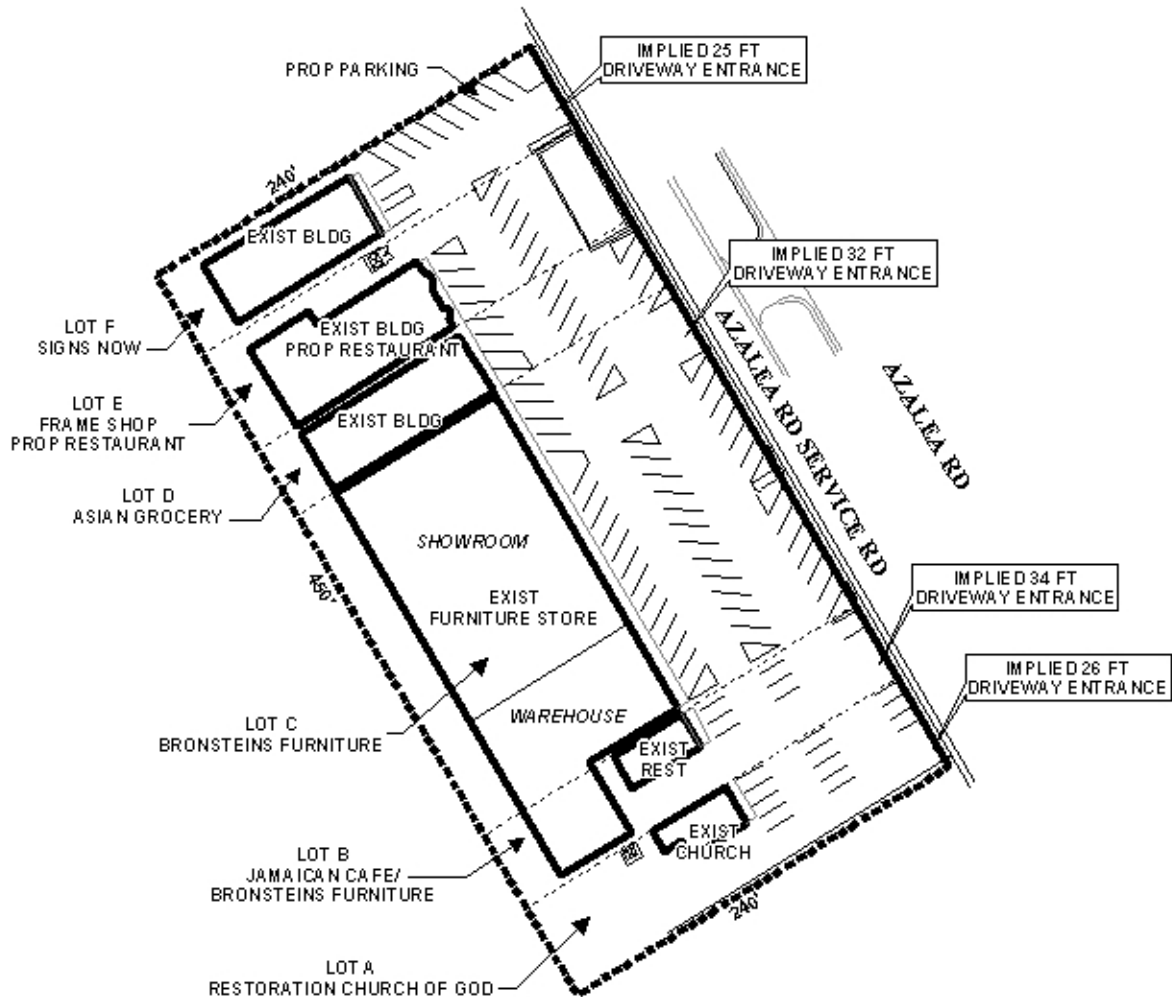 IMPLIED 25 FT
DRIVEWAY ENTRANCE
PROP PARKING
240'
EXIST BLDG
IMPLIED 32 FT
DRIVEWAY ENTRANCE
LOT F
SIGNS NOW
EXIST BLDG
PROP RESTAURANT
AZALEA RD SERVICE RD
AZALEA RD
LOT E
FRAME SHOP
PROP RESTAURANT
EXIST BLDG
LOT D
ASIAN GROCERY
SHOWROOM
450'
EXIST
FURNITURE STORE
IMPLIED 34 FT
DRIVEWAY ENTRANCE
IMPLIED 26 FT
DRIVEWAY ENTRANCE
LOT C
BRONSTEINS FURNITURE
WAREHOUSE
EXIST
REST
EXIST
CHURCH
LOT B
JAMAICAN CAFE/
BRONSTEINS FURNITURE
240'
LOT A
RESTORATION CHURCH OF GOD